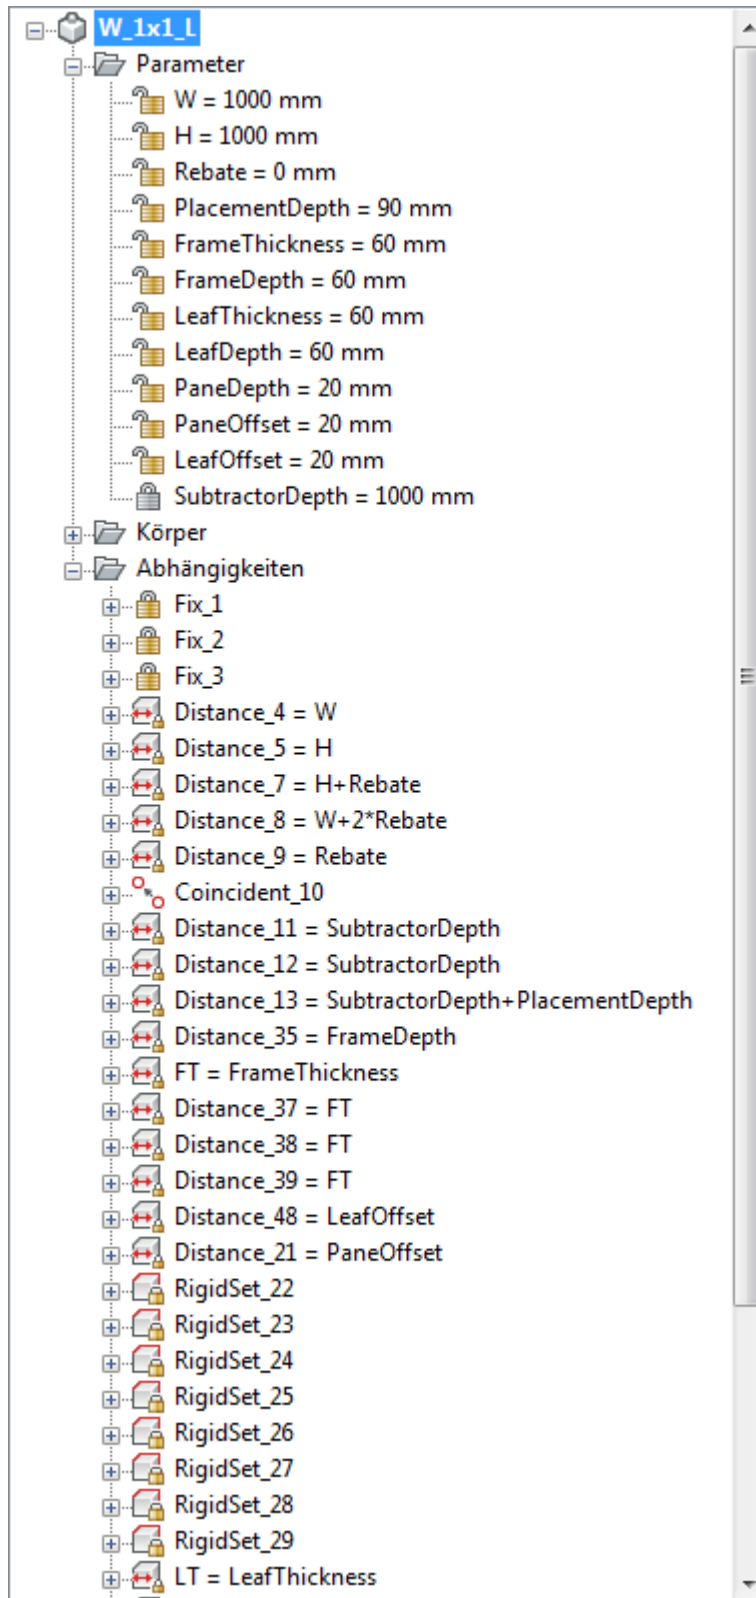 W_1x1_L
Parameter
W = 1000 mm
H = 1000 mm
Rebate = 0 mm
PlacementDepth = 90 mm
FrameThickness = 60 mm
FrameDepth = 60 mm
LeafThickness = 60 mm
LeafDepth = 60 mm
PaneDepth = 20 mm
PaneOffset = 20 mm
LeafOffset = 20 mm
SubtractorDepth = 1000 mm
Körper
Abhängigkeiten
Fix_1
Fix_2
Fix_3
Distance_4 = W
Distance_5 = H
Distance_7 = H+Rebate
Distance_8 = W+2*Rebate
Distance_9 = Rebate
Coincident_10
Distance_11 = SubtractorDepth
Distance_12 = SubtractorDepth
Distance_13 = SubtractorDepth+PlacementDepth
Distance_35 = FrameDepth
FT = FrameThickness
Distance_37 = FT
Distance_38 = FT
Distance_39 = FT
Distance_48 = LeafOffset
Distance_21 = PaneOffset
RigidSet_22
RigidSet_23
RigidSet_24
RigidSet_25
RigidSet_26
RigidSet_27
RigidSet_28
RigidSet_29
LT = LeafThickness